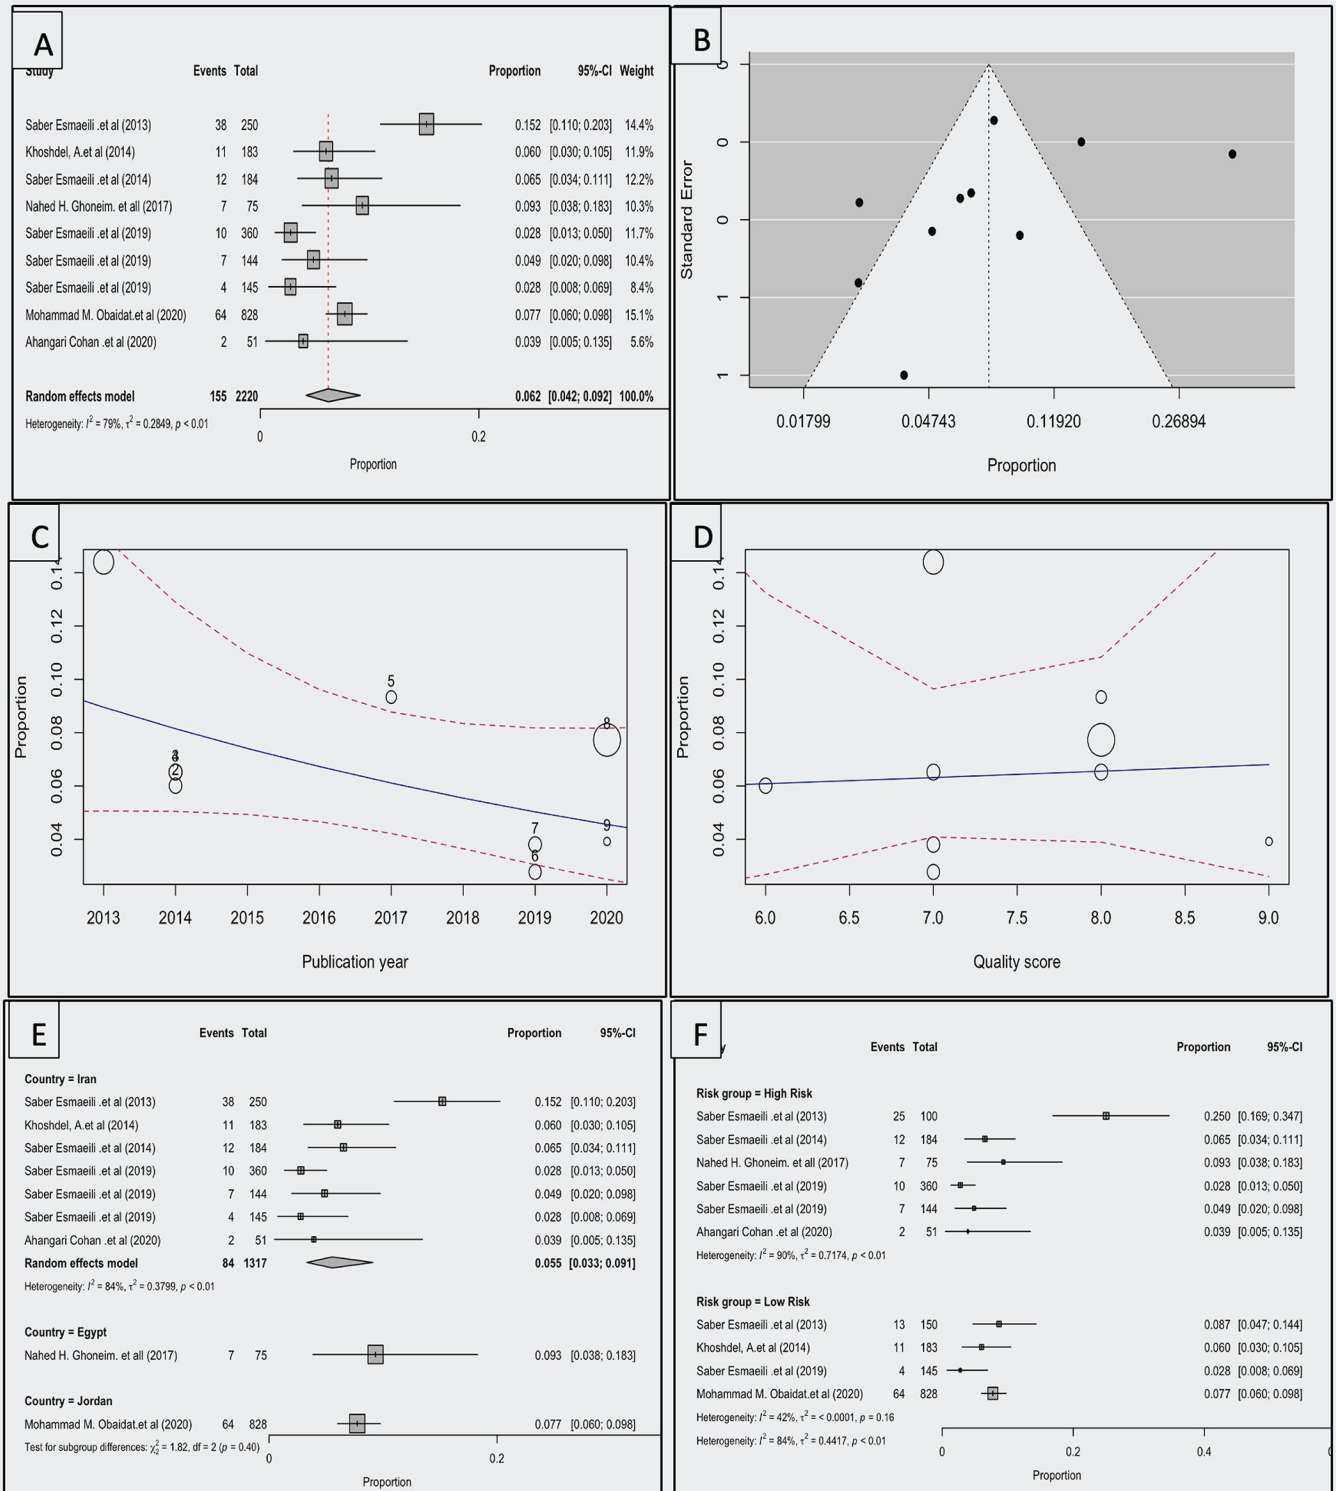 A
Study Events Total Proportion 95%-CI Weight
Saber Esmaeili .et al (2013) 38 250 0.152 [0.110; 0.203] 14.4%
Khoshdel, A.et al (2014) 11 183 0.060 [0.030; 0.105] 11.9%
Saber Esmaeili .et al (2014) 12 184 0.065 [0.034; 0.111] 12.2%
Nahed H. Ghoneim. et all (2017) 7 75 0.093 [0.038; 0.183] 10.3%
Saber Esmaeili .et al (2019) 10 360 0.028 [0.013; 0.050] 11.7%
Saber Esmaeili .et al (2019) 7 144 0.049 [0.020; 0.098] 10.4%
Saber Esmaeili .et al (2019) 4 145 0.028 [0.008; 0.069] 8.4%
Mohammad M. Obaidat.et al (2020) 64 828 0.077 [0.060; 0.098] 15.1%
Ahangari Cohan .et al (2020) 2 51 0.039 [0.005; 0.135] 5.6%
Random effects model 155 2220 0.062 [0.042; 0.092] 100.0%
Heterogeneity: I² = 79%, τ² = 0.2849, p < 0.01
0 0.2
Proportion
B
Standard Error
0
0
0
1
1
0.01799 0.04743 0.11920 0.26894
Proportion
C
Proportion
0.14
0.12
0.10
0.08
0.06
0.04
5
8
2
7
6
9
2013 2014 2015 2016 2017 2018 2019 2020
Publication year
D
Proportion
0.14
0.12
0.10
0.08
0.06
0.04
6.0 6.5 7.0 7.5 8.0 8.5 9.0
Quality score
E
Events Total Proportion 95%-CI
Country = Iran
Saber Esmaeili .et al (2013) 38 250 0.152 [0.110; 0.203]
Khoshdel, A.et al (2014) 11 183 0.060 [0.030; 0.105]
Saber Esmaeili .et al (2014) 12 184 0.065 [0.034; 0.111]
Saber Esmaeili .et al (2019) 10 360 0.028 [0.013; 0.050]
Saber Esmaeili .et al (2019) 7 144 0.049 [0.020; 0.098]
Saber Esmaeili .et al (2019) 4 145 0.028 [0.008; 0.069]
Ahangari Cohan .et al (2020) 2 51 0.039 [0.005; 0.135]
Random effects model 84 1317 0.055 [0.033; 0.091]
Heterogeneity: I² = 84%, τ² = 0.3799, p < 0.01
Country = Egypt
Nahed H. Ghoneim. et all (2017) 7 75 0.093 [0.038; 0.183]
Country = Jordan
Mohammad M. Obaidat.et al (2020) 64 828 0.077 [0.060; 0.098]
Test for subgroup differences: χ²₂ = 1.82, df = 2 (p = 0.40)
0 0.2
Proportion
F
y Events Total Proportion 95%-CI
Risk group = High Risk
Saber Esmaeili .et al (2013) 25 100 0.250 [0.169; 0.347]
Saber Esmaeili .et al (2014) 12 184 0.065 [0.034; 0.111]
Nahed H. Ghoneim. et all (2017) 7 75 0.093 [0.038; 0.183]
Saber Esmaeili .et al (2019) 10 360 0.028 [0.013; 0.050]
Saber Esmaeili .et al (2019) 7 144 0.049 [0.020; 0.098]
Ahangari Cohan .et al (2020) 2 51 0.039 [0.005; 0.135]
Heterogeneity: I² = 90%, τ² = 0.7174, p < 0.01
Risk group = Low Risk
Saber Esmaeili .et al (2013) 13 150 0.087 [0.047; 0.144]
Khoshdel, A.et al (2014) 11 183 0.060 [0.030; 0.105]
Saber Esmaeili .et al (2019) 4 145 0.028 [0.008; 0.069]
Mohammad M. Obaidat.et al (2020) 64 828 0.077 [0.060; 0.098]
Heterogeneity: I² = 42%, τ² = < 0.0001, p = 0.16
Heterogeneity: I² = 84%, τ² = 0.4417, p < 0.01
0 0.2 0.4
Proportion